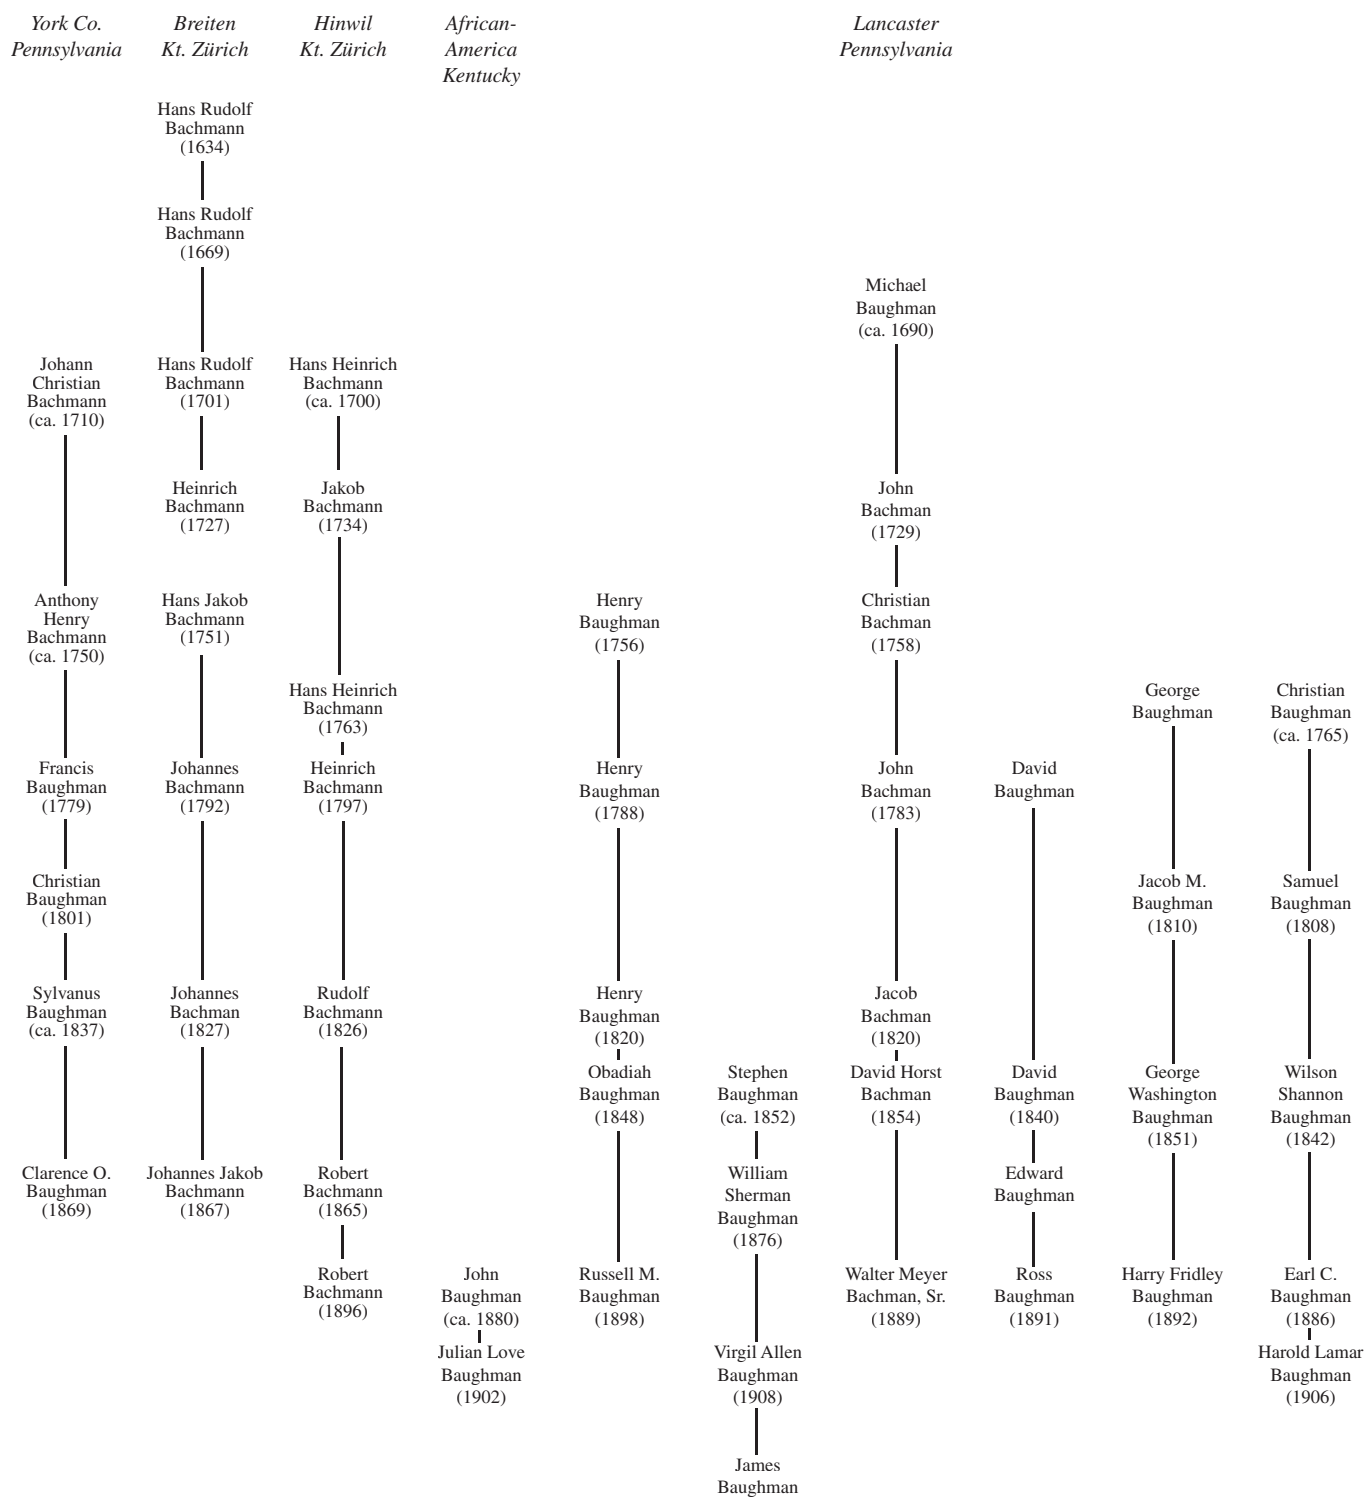 York Co.
Pennsylvania
Breiten
Kt. Zürich
Hinwil
Kt. Zürich
African-
America
Kentucky
Lancaster
Pennsylvania
Johann
Christian
Bachmann
(ca. 1710)
Anthony
Henry
Bachmann
(ca. 1750)
Francis
Baughman
(1779)
Christian
Baughman
(1801)
Sylvanus
Baughman
(ca. 1837)
Clarence O.
Baughman
(1869)
Hans Rudolf
Bachmann
(1634)
Hans Rudolf
Bachmann
(1669)
Hans Rudolf
Bachmann
(1701)
Heinrich
Bachmann
(1727)
Hans Jakob
Bachmann
(1751)
Johannes
Bachmann
(1792)
Johannes
Bachman
(1827)
Johannes Jakob
Bachmann
(1867)
Hans Heinrich
Bachmann
(ca. 1700)
Jakob
Bachmann
(1734)
Hans Heinrich
Bachmann
(1763)
Heinrich
Bachmann
(1797)
Rudolf
Bachmann
(1826)
Robert
Bachmann
(1865)
Robert
Bachmann
(1896)
John
Baughman
(ca. 1880)
Julian Love
Baughman
(1902)
Henry
Baughman
(1756)
Henry
Baughman
(1788)
Henry
Baughman
(1820)
Obadiah
Baughman
(1848)
Russell M.
Baughman
(1898)
Stephen
Baughman
(ca. 1852)
William
Sherman
Baughman
(1876)
Virgil Allen
Baughman
(1908)
James
Baughman
Michael
Baughman
(ca. 1690)
John
Bachman
(1729)
Christian
Bachman
(1758)
John
Bachman
(1783)
Jacob
Bachman
(1820)
David Horst
Bachman
(1854)
Walter Meyer
Bachman, Sr.
(1889)
David
Baughman
David
Baughman
(1840)
Edward
Baughman
Ross
Baughman
(1891)
George
Baughman
Jacob M.
Baughman
(1810)
George
Washington
Baughman
(1851)
Harry Fridley
Baughman
(1892)
Christian
Baughman
(ca. 1765)
Samuel
Baughman
(1808)
Wilson
Shannon
Baughman
(1842)
Earl C.
Baughman
(1886)
Harold Lamar
Baughman
(1906)